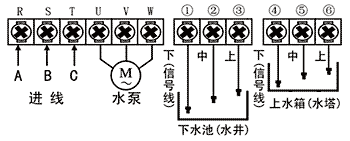 R S T U V W ① ② ③ ④ ⑤ ⑥
A B C
M
~
进线 水泵
下(信号线) 中 上
下(信号线) 中 上
下水池(水井)
上水箱(水塔)